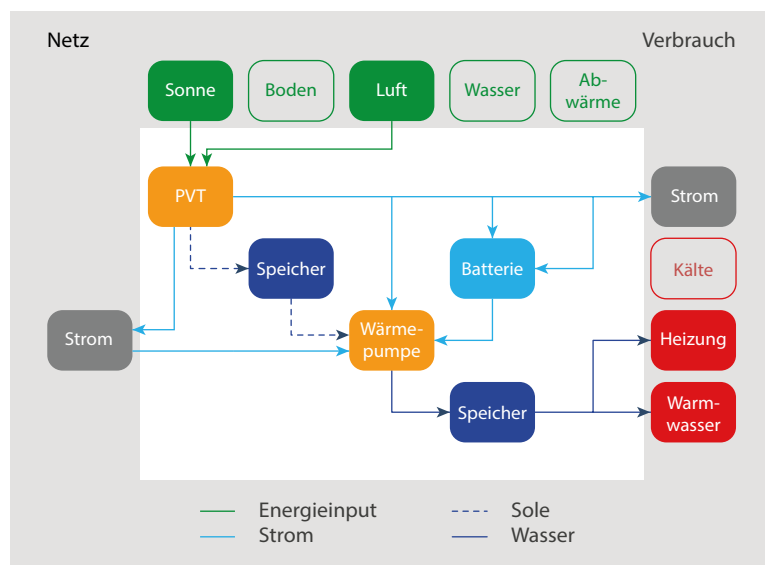 Netz
Verbrauch
Sonne
Boden
Luft
Wasser
Ab-
wärme
PVT
Strom
Speicher
Batterie
Kälte
Strom
Wärme-
pumpe
Heizung
Speicher
Warm-
wasser
Energieinput
Sole
Strom
Wasser